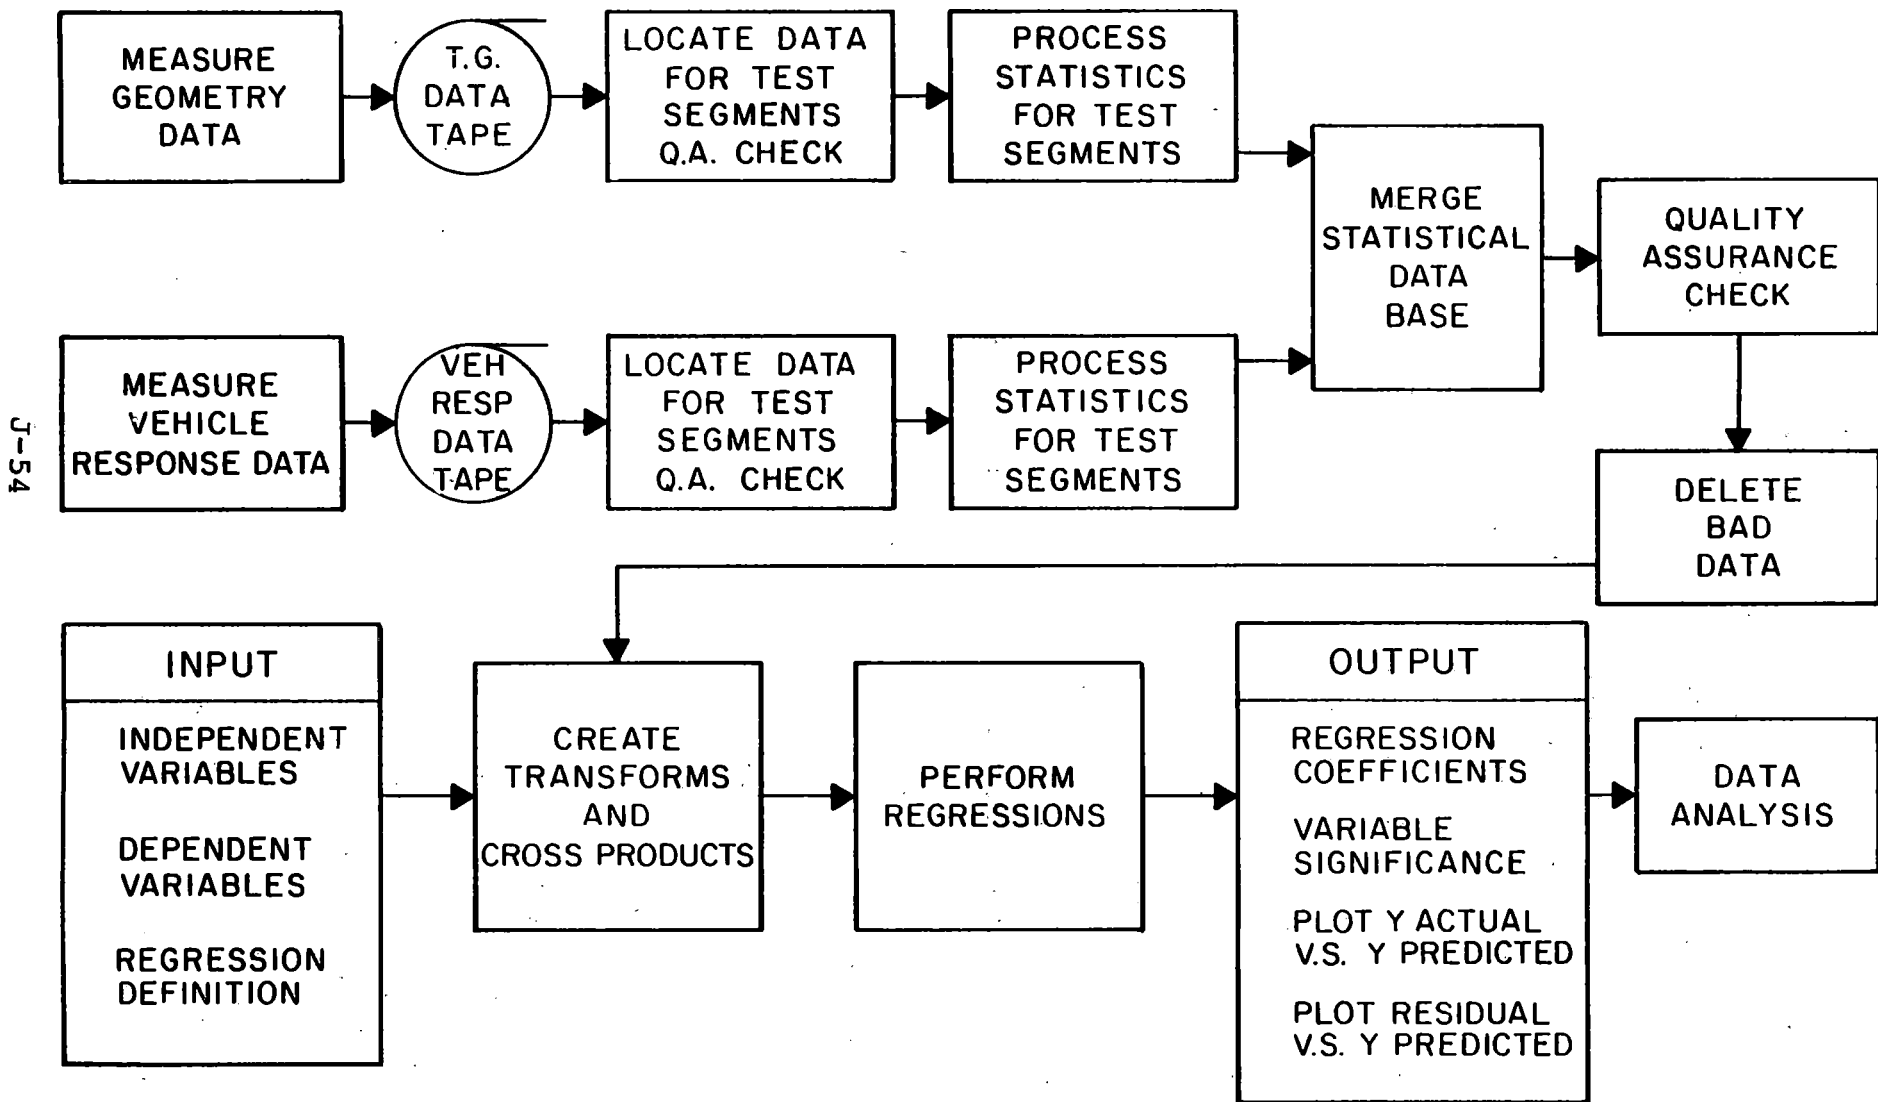 MEASURE
GEOMETRY
DATA
T.G.
DATA
TAPE
LOCATE DATA
FOR TEST
SEGMENTS
Q.A. CHECK
PROCESS
STATISTICS
FOR TEST
SEGMENTS
MERGE
STATISTICAL
DATA
BASE
QUALITY
ASSURANCE
CHECK
MEASURE
VEHICLE
RESPONSE DATA
VEH
RESP
DATA
TAPE
LOCATE DATA
FOR TEST
SEGMENTS
Q.A. CHECK
PROCESS
STATISTICS
FOR TEST
SEGMENTS
DELETE
BAD
DATA
J-54
INPUT
INDEPENDENT
VARIABLES
DEPENDENT
VARIABLES
REGRESSION
DEFINITION
CREATE
TRANSFORMS
AND
CROSS PRODUCTS
PERFORM
REGRESSIONS
OUTPUT
REGRESSION
COEFFICIENTS
VARIABLE
SIGNIFICANCE
PLOT Y ACTUAL
V.S. Y PREDICTED
PLOT RESIDUAL
V.S. Y PREDICTED
DATA
ANALYSIS